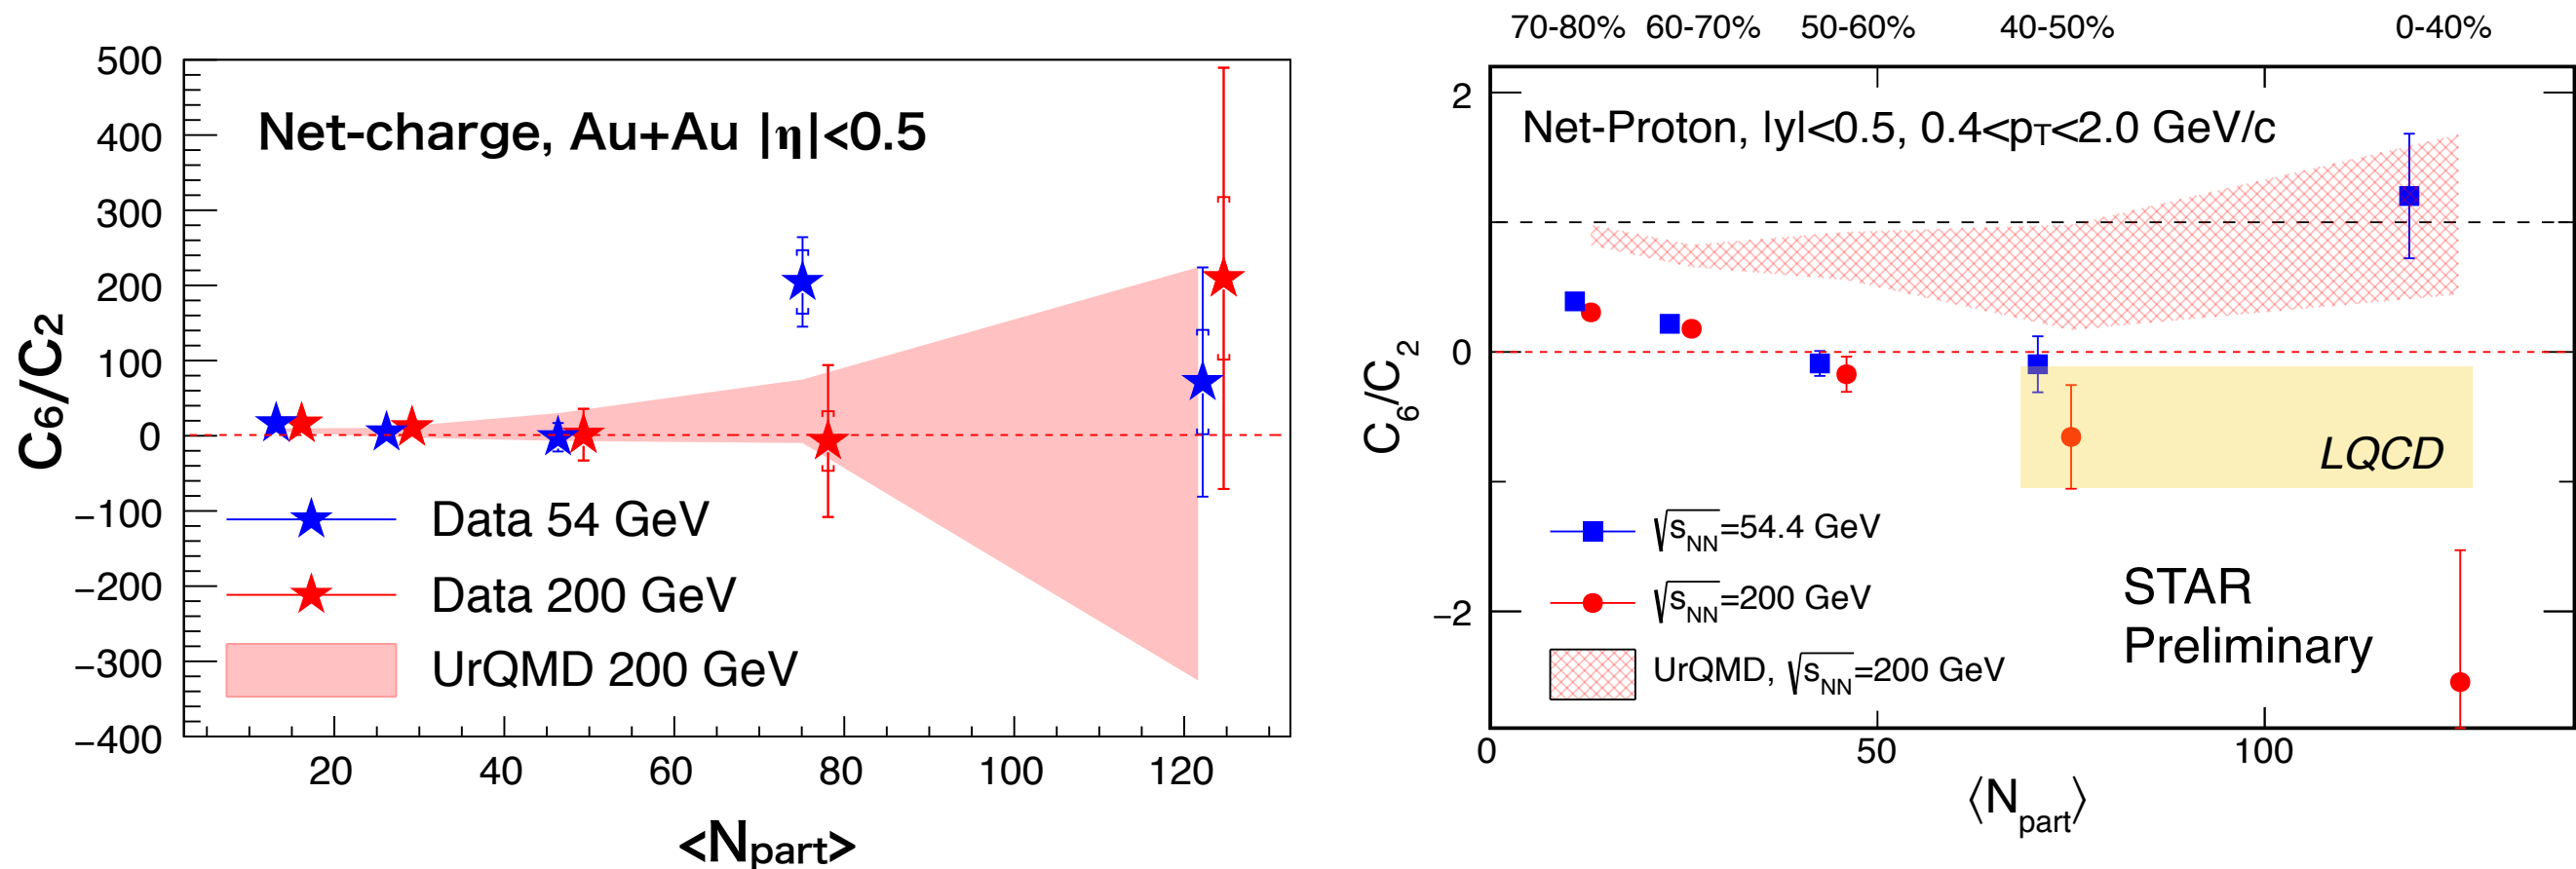 500
400
300
200
100
0
−100
−200
−300
−400
C6/C2
Net-charge, Au+Au |η|<0.5
Data 54 GeV
Data 200 GeV
UrQMD 200 GeV
20 40 60 80 100 120
<Npart>
70-80% 60-70% 50-60% 40-50% 0-40%
2
0
−2
C6/C2
Net-Proton, |y|<0.5, 0.4<pT<2.0 GeV/c
LQCD
√sNN=54.4 GeV
√sNN=200 GeV
UrQMD, √sNN=200 GeV
STAR
Preliminary
0 50 100
⟨Npart⟩